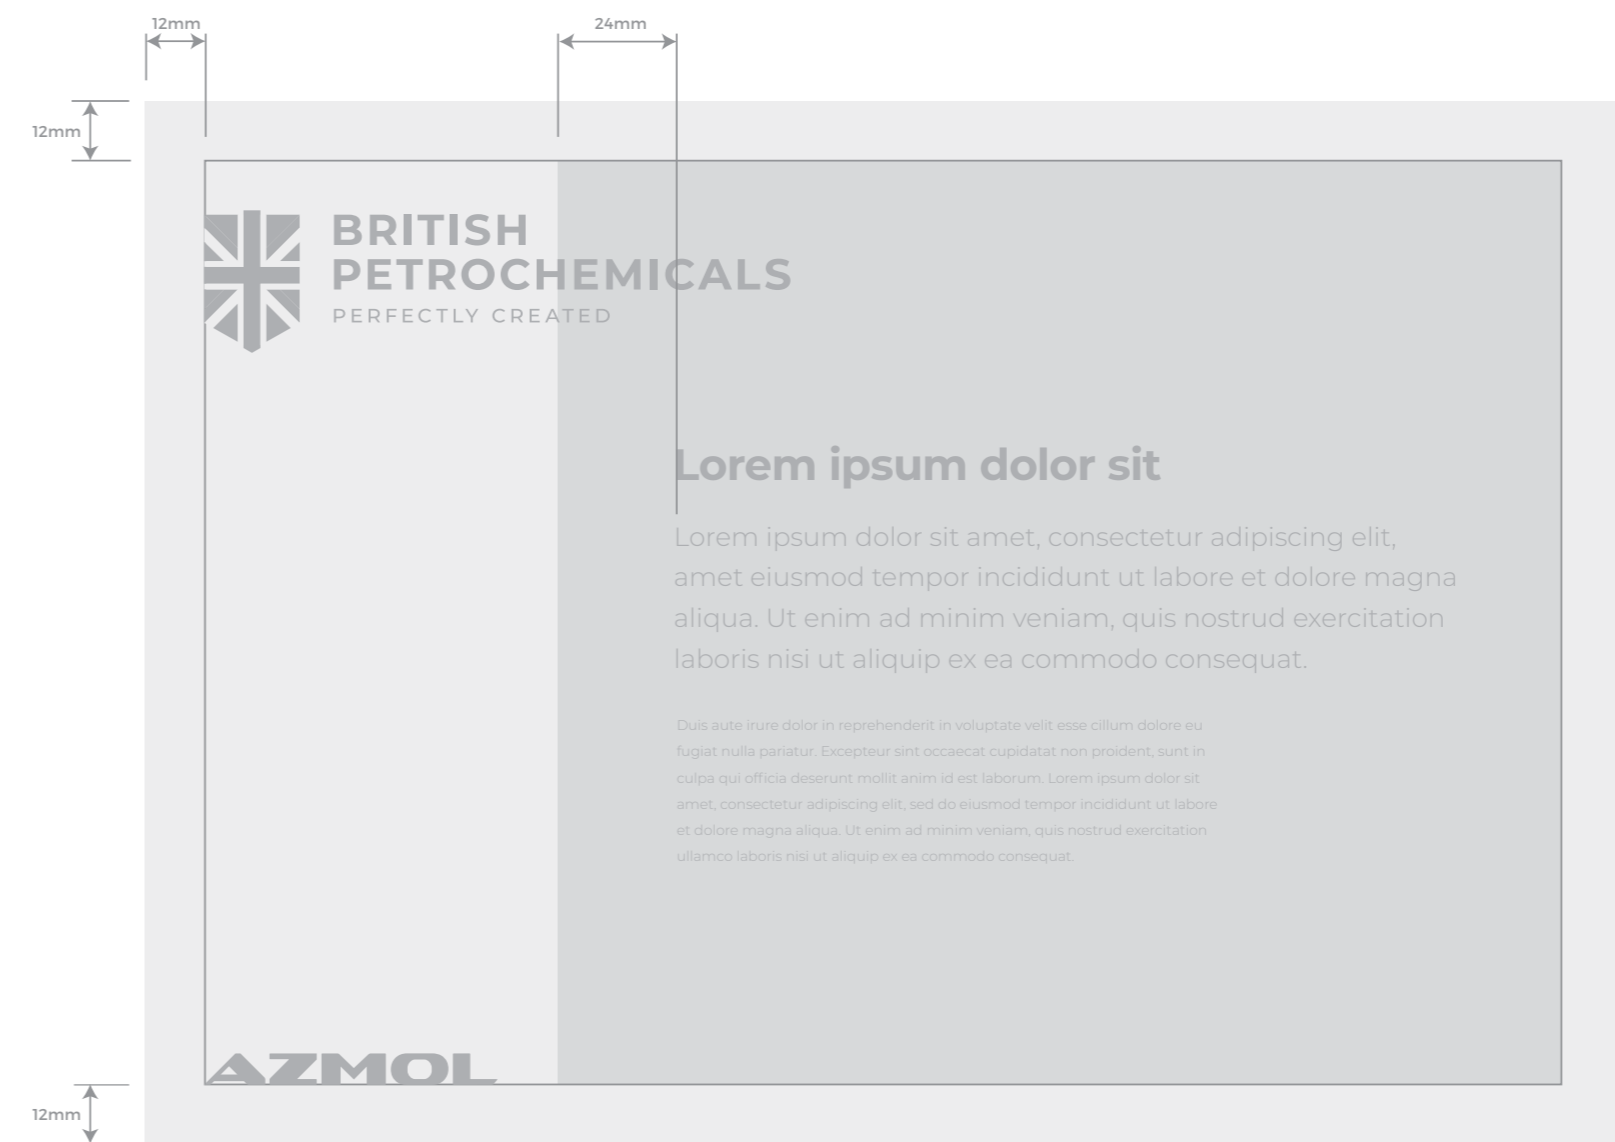 12mm
24mm
12mm
BRITISH
PETROCHEMICALS
PERFECTLY CREATED
Lorem ipsum dolor sit
Lorem ipsum dolor sit amet, consectetur adipiscing elit,
amet eiusmod tempor incididunt ut labore et dolore magna
aliqua. Ut enim ad minim veniam, quis nostrud exercitation
laboris nisi ut aliquip ex ea commodo consequat.
Duis aute irure dolor in reprehenderit in voluptate velit esse cillum dolore eu
fugiat nulla pariatur. Excepteur sint occaecat cupidatat non proident, sunt in
culpa qui officia deserunt mollit anim id est laborum. Lorem ipsum dolor sit
amet, consectetur adipiscing elit, sed do eiusmod tempor incididunt ut labore
et dolore magna aliqua. Ut enim ad minim veniam, quis nostrud exercitation
ullamco laboris nisi ut aliquip ex ea commodo consequat.
AZMOL
12mm